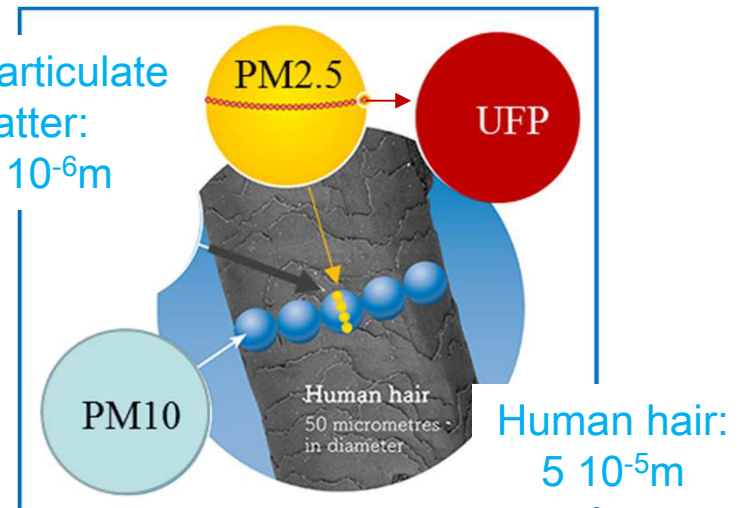 articulate
PM2.5
atter:
UFP
10⁻⁶m
PM10
Human hair
50 micrometres
in diameter
Human hair:
5 10⁻⁵m